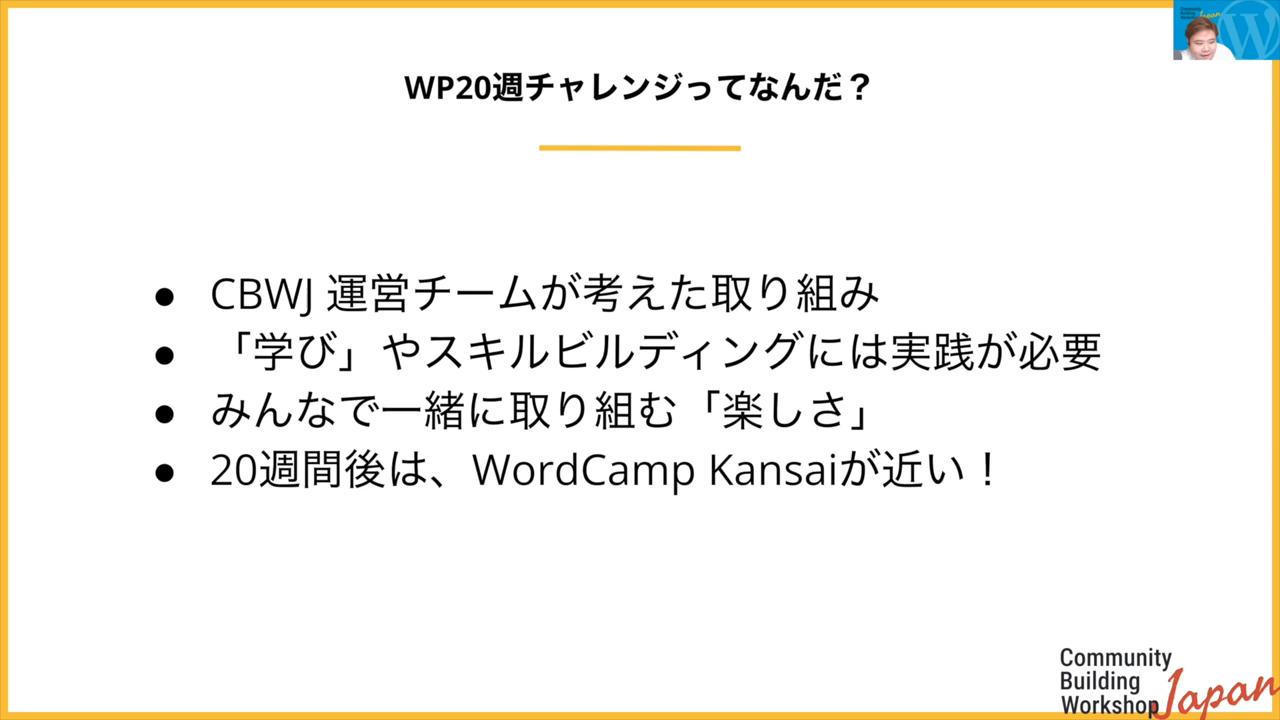 WP20週チャレンジってなんだ？
● CBWJ 運営チームが考えた取り組み
● 「学び」やスキルビルディングには実践が必要
● みんなで一緒に取り組む「楽しさ」
● 20週間後は、WordCamp Kansaiが近い！
Community
Building
Workshop Japan